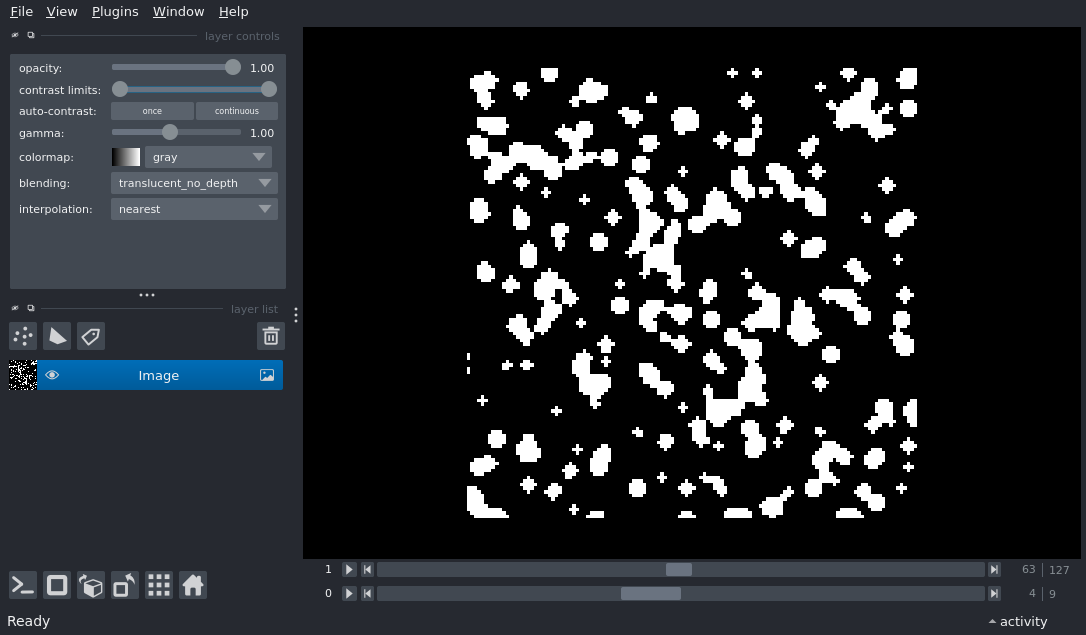 File View Plugins Window Help
layer controls
opacity: 1.00
contrast limits:
auto-contrast: once continuous
gamma: 1.00
colormap: gray
blending: translucent_no_depth
interpolation: nearest
layer list
Image
1 63 127
0 4 9
Ready activity